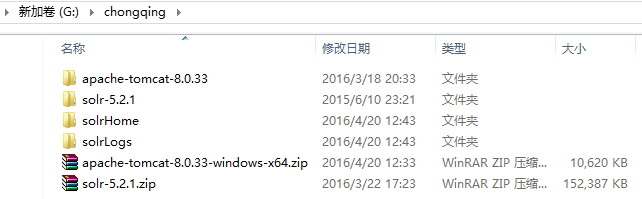 新加卷 (G:) chongqing
名称 修改日期 类型 大小
apache-tomcat-8.0.33 2016/3/18 20:33 文件夹
solr-5.2.1 2015/6/10 23:21 文件夹
solrHome 2016/4/20 12:43 文件夹
solrLogs 2016/4/20 12:43 文件夹
apache-tomcat-8.0.33-windows-x64.zip 2016/4/20 12:33 WinRAR ZIP 压缩... 10,620 KB
solr-5.2.1.zip 2016/3/22 17:23 WinRAR ZIP 压缩... 152,387 KB